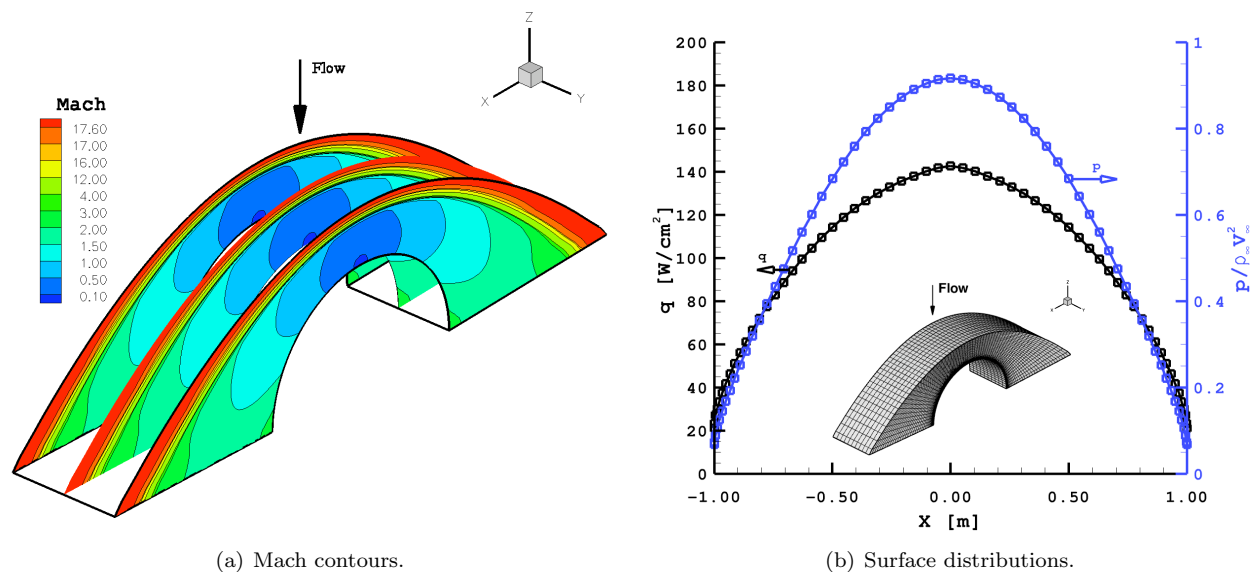 Z
Flow
X
Y
Mach
17.60
17.00
16.00
12.00
4.00
3.00
2.00
1.50
1.00
0.50
0.10
(a) Mach contours.
200
180
160
140
120
100
80
60
40
20
0
q [W/cm²]
1
0.8
0.6
0.4
0.2
0
p/ρ∞V²∞
p
q
Flow
Z
X
Y
-1.00
-0.50
0.00
0.50
1.00
X [m]
(b) Surface distributions.